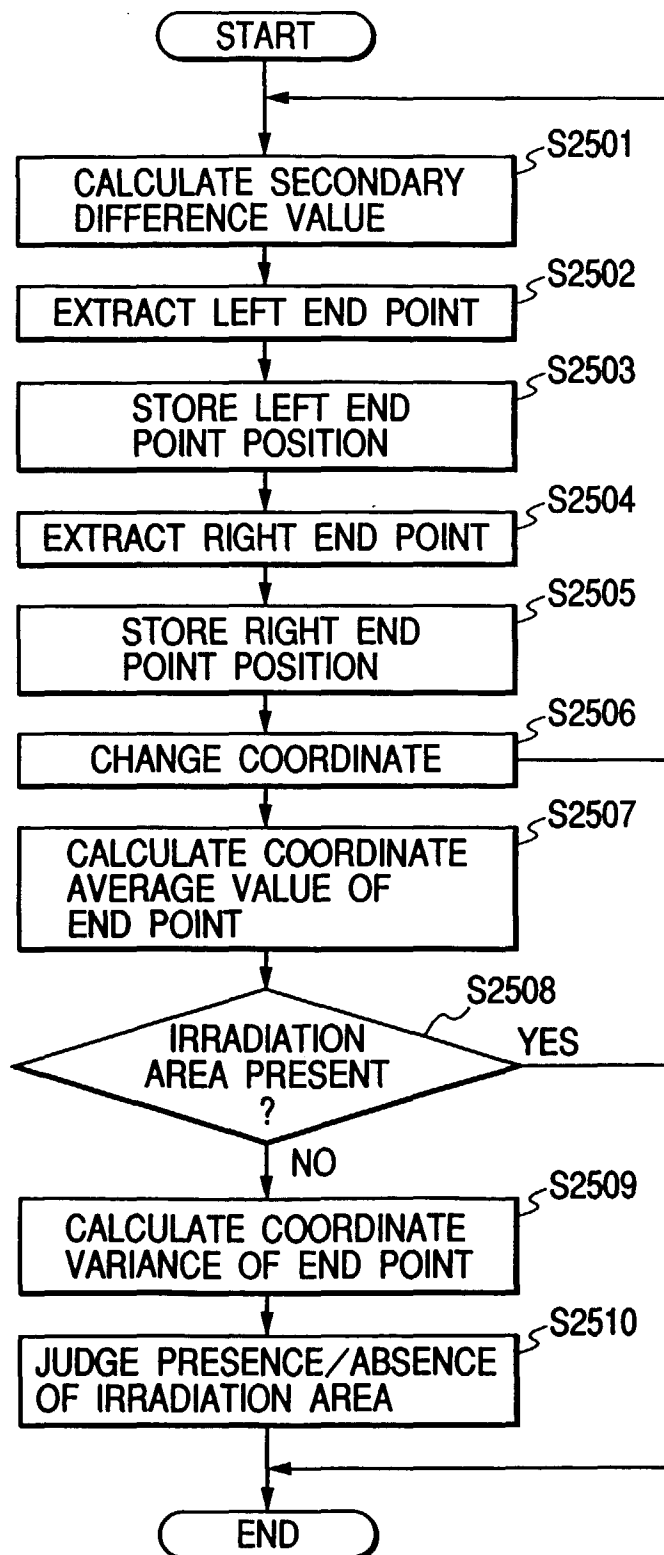 START
S2501
CALCULATE SECONDARY
DIFFERENCE VALUE
S2502
EXTRACT LEFT END POINT
S2503
STORE LEFT END
POINT POSITION
S2504
EXTRACT RIGHT END POINT
S2505
STORE RIGHT END
POINT POSITION
S2506
CHANGE COORDINATE
S2507
CALCULATE COORDINATE
AVERAGE VALUE OF
END POINT
S2508
IRRADIATION
AREA PRESENT
?
YES
NO
S2509
CALCULATE COORDINATE
VARIANCE OF END POINT
S2510
JUDGE PRESENCE/ABSENCE
OF IRRADIATION AREA
END